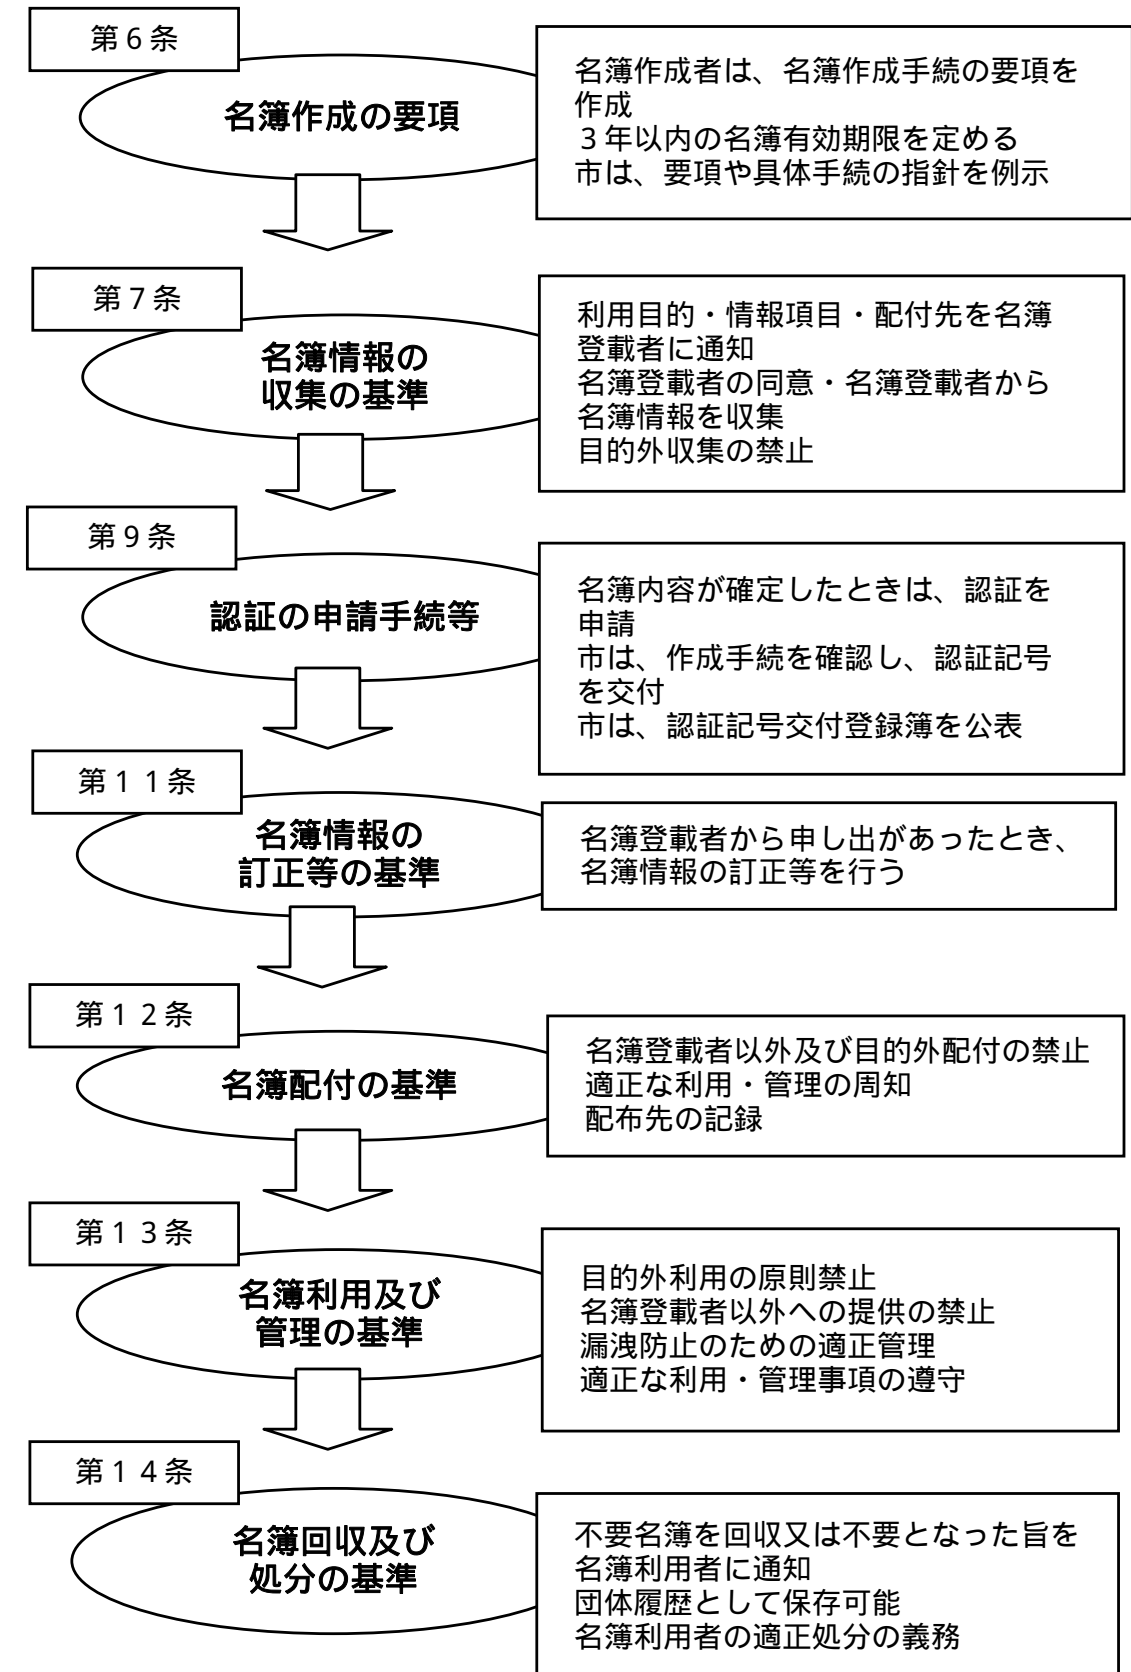 第６条
名簿作成の要項
名簿作成者は、名簿作成手続の要項を
作成
３年以内の名簿有効期限を定める
市は、要項や具体手続の指針を例示
第７条
名簿情報の
収集の基準
利用目的・情報項目・配付先を名簿
登載者に通知
名簿登載者の同意・名簿登載者から
名簿情報を収集
目的外収集の禁止
第９条
認証の申請手続等
名簿内容が確定したときは、認証を
申請
市は、作成手続を確認し、認証記号
を交付
市は、認証記号交付登録簿を公表
第１１条
名簿情報の
訂正等の基準
名簿登載者から申し出があったとき、
名簿情報の訂正等を行う
第１２条
名簿配付の基準
名簿登載者以外及び目的外配付の禁止
適正な利用・管理の周知
配布先の記録
第１３条
名簿利用及び
管理の基準
目的外利用の原則禁止
名簿登載者以外への提供の禁止
漏洩防止のための適正管理
適正な利用・管理事項の遵守
第１４条
名簿回収及び
処分の基準
不要名簿を回収又は不要となった旨を
名簿利用者に通知
団体履歴として保存可能
名簿利用者の適正処分の義務